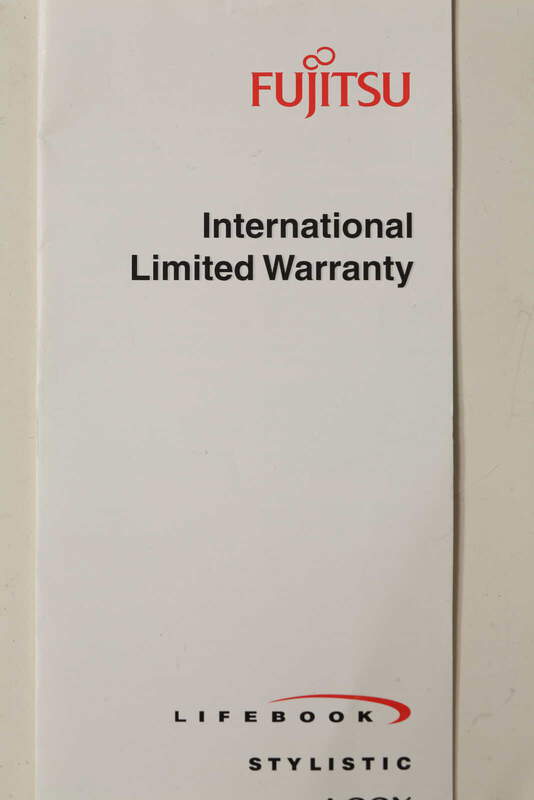 FUJITSU
International
Limited Warranty
LIFEBOOK
STYLISTIC